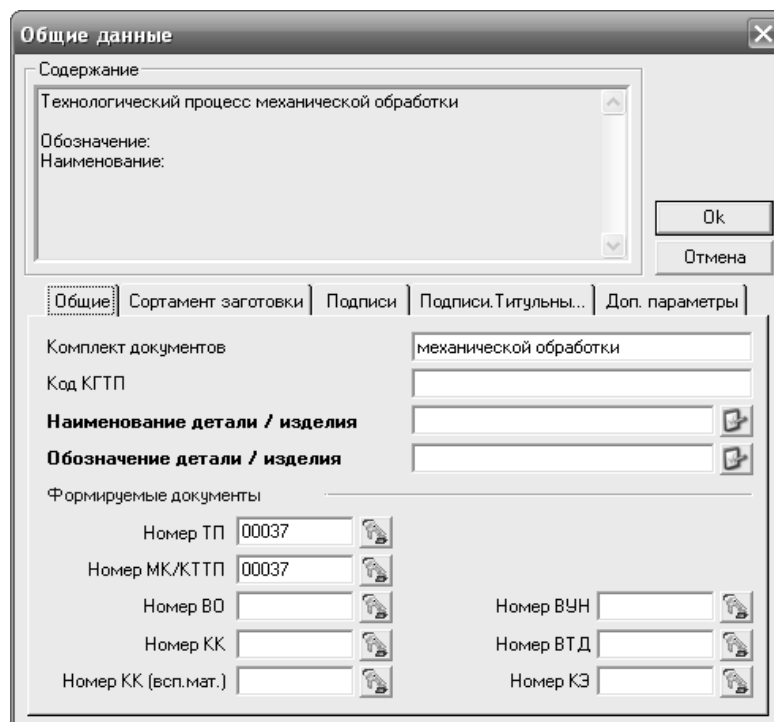 Общие данные
Содержание
Технологический процесс механической обработки
Обозначение:
Наименование:
Ok
Отмена
Общие Сортамент заготовки Подписи Подписи.Титульны... Доп. параметры
Комплект документов механической обработки
Код КГТП
Наименование детали / изделия
Обозначение детали / изделия
Формируемые документы
Номер ТП 00037
Номер МК/КТТП 00037
Номер ВО Номер ВУН
Номер КК Номер ВТД
Номер КК (всп.мат.) Номер КЭ